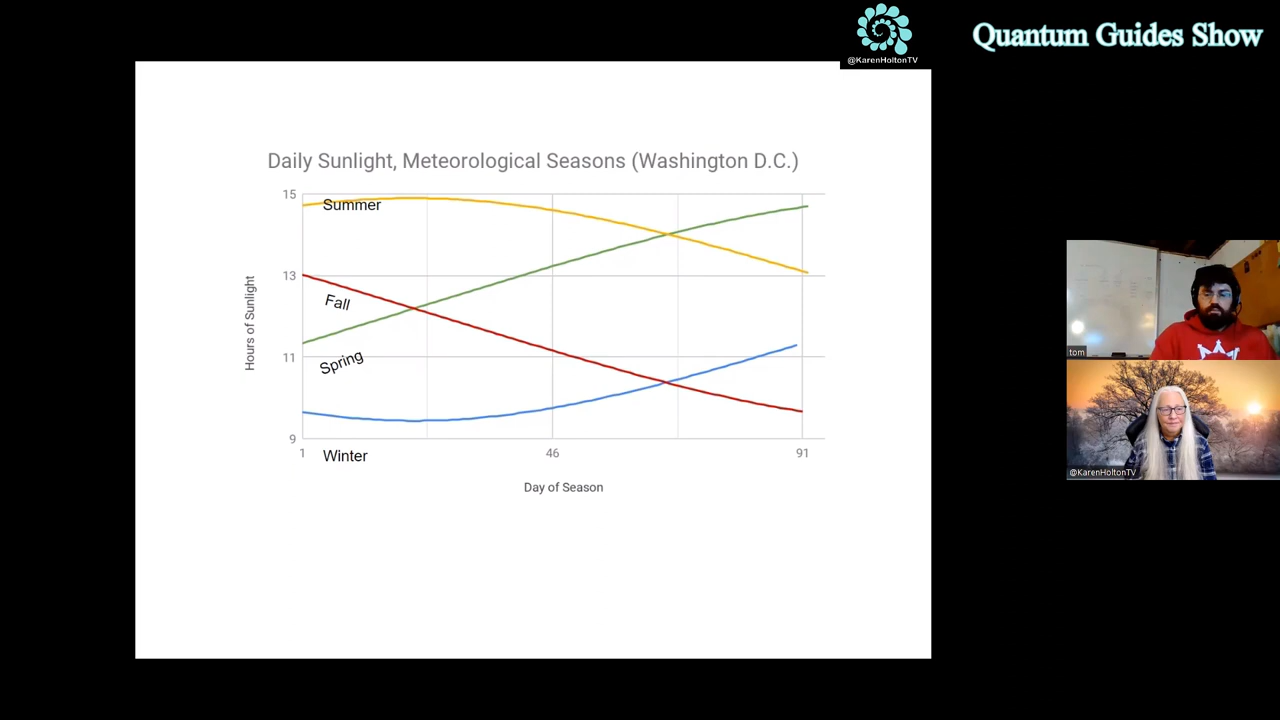 @KarenHoltonTV
Quantum Guides Show
Daily Sunlight, Meteorological Seasons (Washington D.C.)
15
13
11
9
Hours of Sunlight
Summer
Fall
Spring
Winter
1
46
91
Day of Season
tom
@KarenHoltonTV